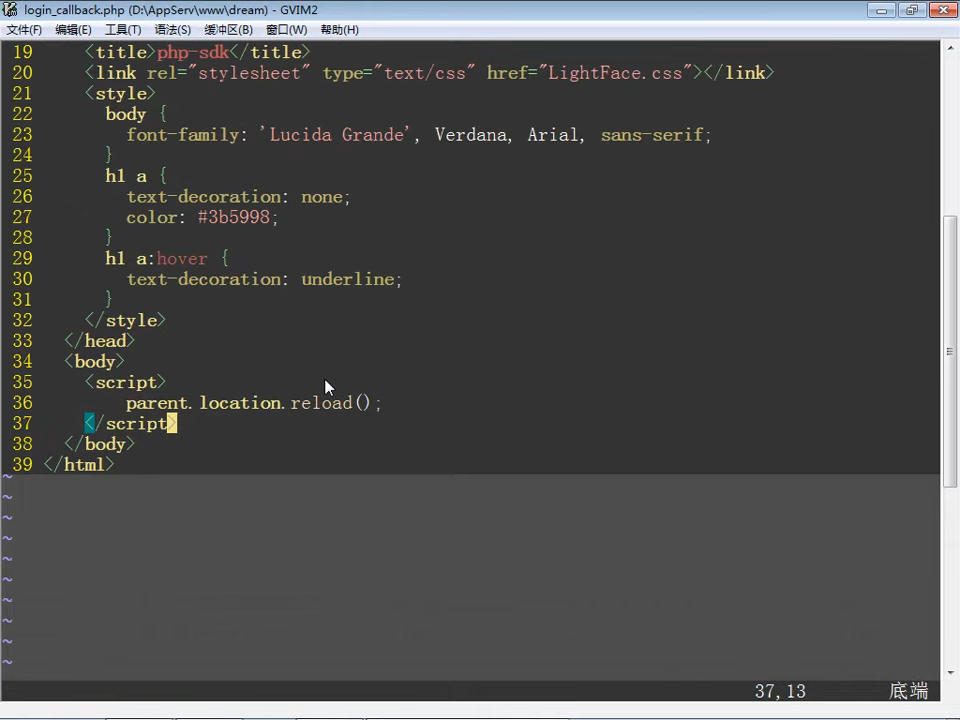 login_callback.php (D:\AppServ\www\dream) - GVIM2
文件(F) 编辑(E) 工具(T) 语法(S) 缓冲区(B) 窗口(W) 帮助(H)
19 <title>php-sdk</title>
20 <link rel="stylesheet" type="text/css" href="LightFace.css"></link>
21 <style>
22 body {
23 font-family: 'Lucida Grande', Verdana, Arial, sans-serif;
24 }
25 h1 a {
26 text-decoration: none;
27 color: #3b5998;
28 }
29 h1 a:hover {
30 text-decoration: underline;
31 }
32 </style>
33 </head>
34 <body>
35 <script>
36 parent.location.reload();
37 </script>
38 </body>
39 </html>
~
~
~
~
~
~
~
~
~
~
37,13 底端